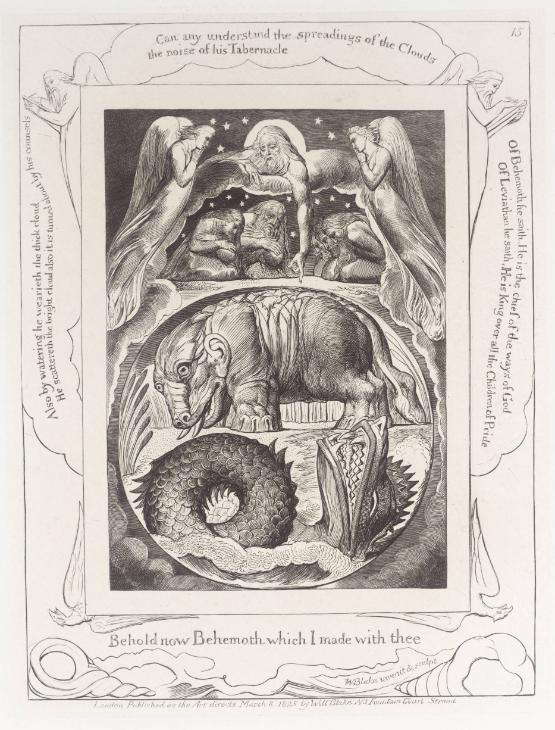 15
Can any understand the spreadings of the Clouds
the noise of his Tabernacle
Also by watering he wearieth the thick cloud
He scattereth the bright cloud also it is turned about by his counsels
Of Behemoth he saith, He is the chief of the ways of God
Of Leviathan he saith, He is King over all the Children of Pride
Behold now Behemoth which I made with thee
WBlake invenit & sculpt
London Published as the Act directs March 8: 1825 by Will Blake N3 Fountain Court Strand